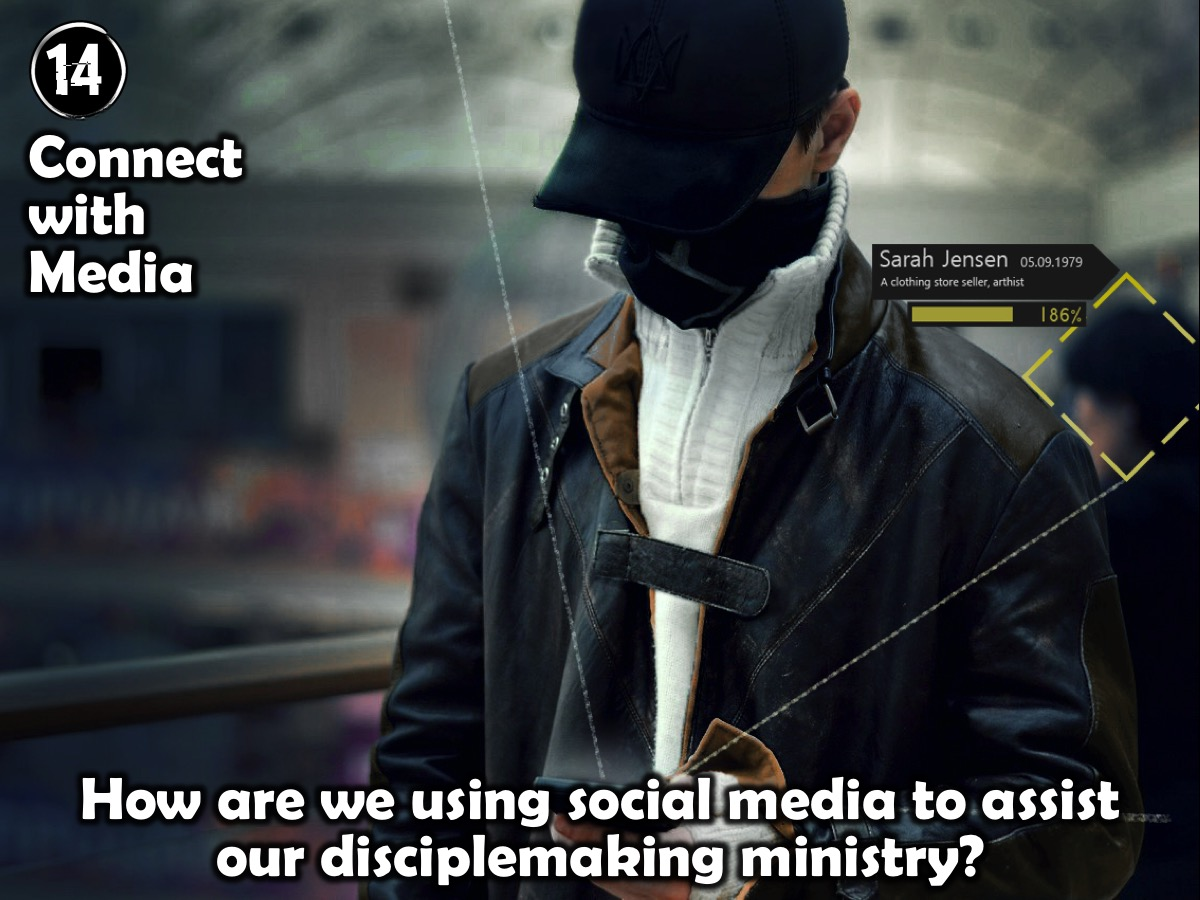 14
Connect
with
Media
Sarah Jensen 05.09.1979
A clothing store seller, arthist
186%
How are we using social media to assist
our disciplemaking ministry?